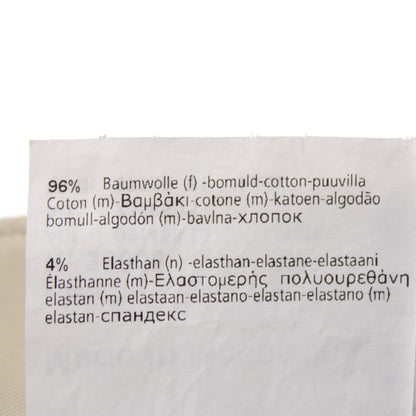 96% Baumwolle (f) -bomuld-cotton-puuvilla
Coton (m)-Βαμβάκι-cotone (m)-katoen-algodão
bomull-algodón (m)-bavlna-хлопок
4% Elasthan (n) -elasthan-elastane-elastaani
Élasthanne (m)-Ελαστομερής πολυουρεθάνη
elastan (m) elastaan-elastano-elastan-elastano (m)
elastan-спандекс